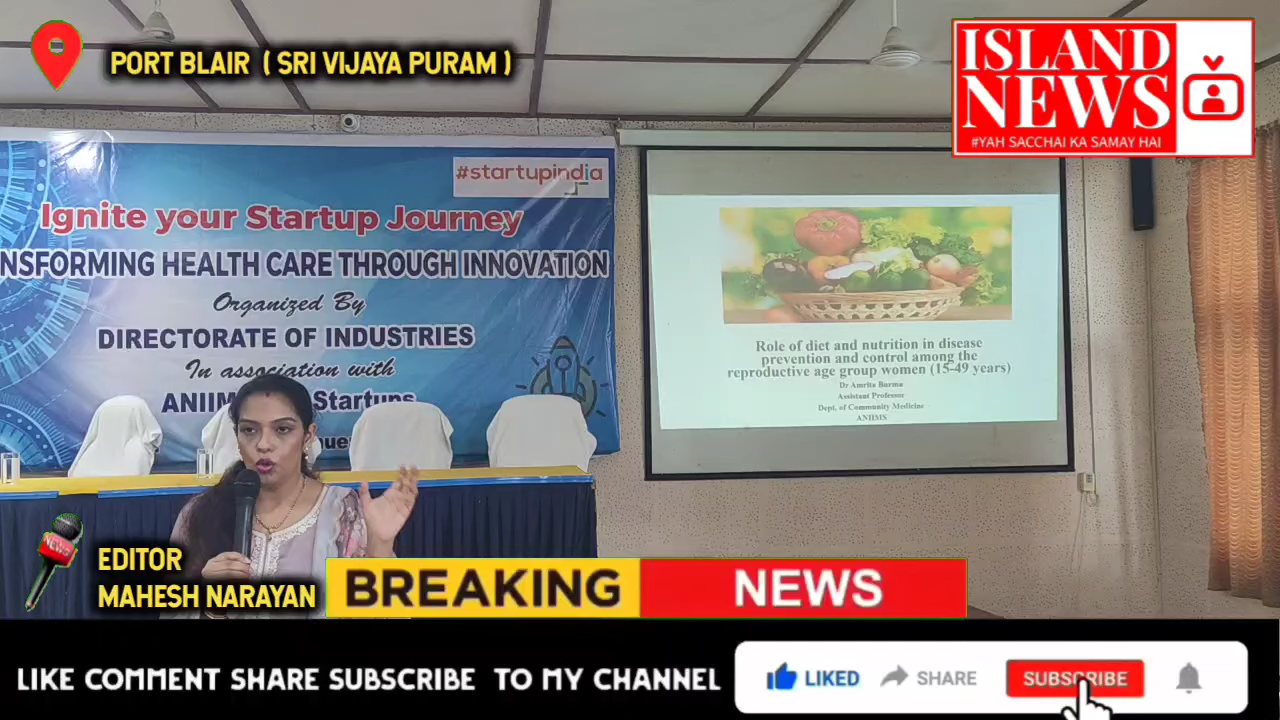 PORT BLAIR ( SRI VIJAYA PURAM )
ISLAND
NEWS
#YAH SACCHAI KA SAMAY HAI
#startupindia
Ignite your Startup Journey
NSFORMING HEALTH CARE THROUGH INNOVATION
Organized By
DIRECTORATE OF INDUSTRIES
In association with
ANIIM Startups
Role of diet and nutrition in disease
prevention and control among the
reproductive age group women (15-49 years)
Dr Amrita Burma
Assistant Professor
Dept. of Community Medicine
ANIIMS
NEWS
EDITOR
MAHESH NARAYAN
BREAKING NEWS
LIKE COMMENT SHARE SUBSCRIBE TO MY CHANNEL
LIKED
SHARE
SUBSCRIBE